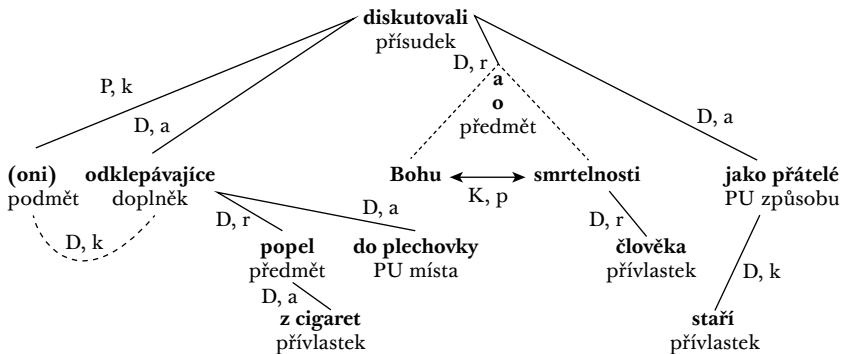 diskutovali
přísudek
P, k
D, r
a
o
předmět
D, a
D, a
(oni)
podmět
odklepávajíce
doplněk
Bohu
K, p
smrtelnosti
jako přátelé
PU způsobu
D, k
D, r
D, a
D, r
popel
předmět
do plechovky
PU místa
člověka
přívlastek
D, k
D, a
z cigaret
přívlastek
staří
přívlastek